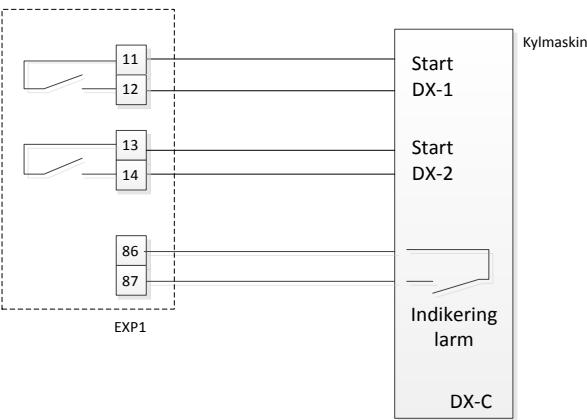 Kylmaskin
11
12
Start
DX-1
13
14
Start
DX-2
86
87
Indikering
larm
EXP1
DX-C